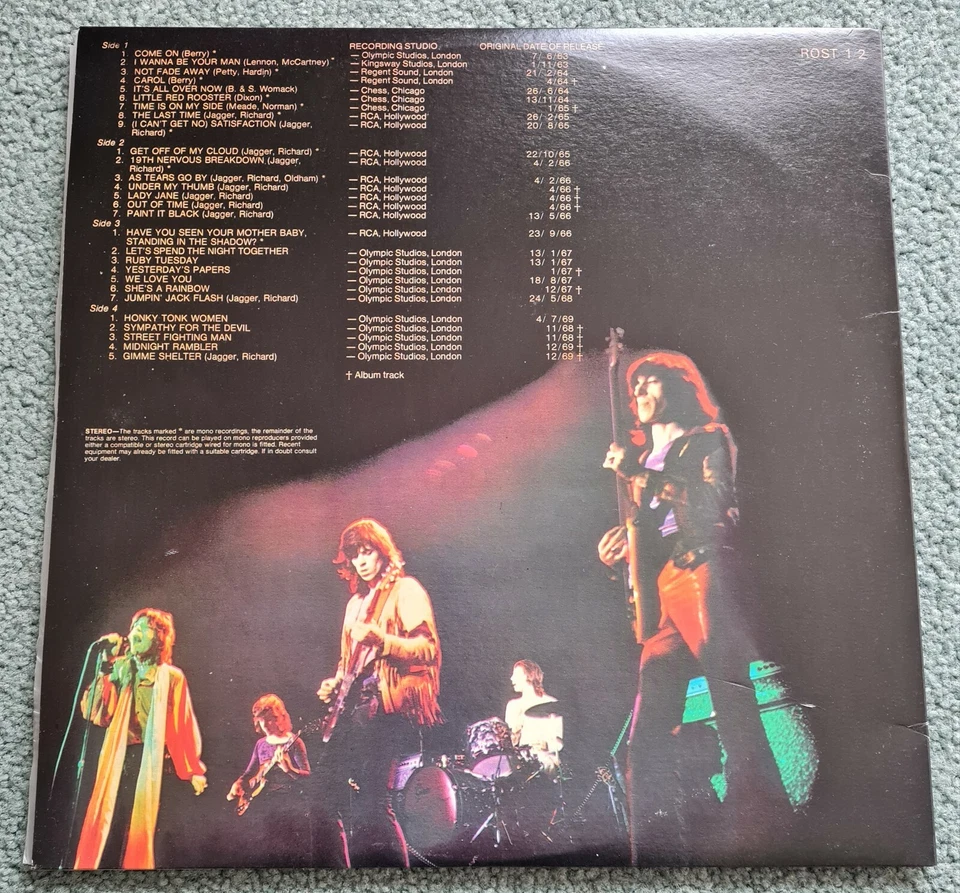 Side 1 RECORDING STUDIO ORIGINAL DATE OF RELEASE ROST 1/2
1. COME ON (Berry) * — Olympic Studios, London 7/ 6/63
2. I WANNA BE YOUR MAN (Lennon, McCartney) * — Kingsway Studios, London 1/11/63
3. NOT FADE AWAY (Petty, Hardin) * — Regent Sound, London 21/ 2/64
4. CAROL (Berry) * — Regent Sound, London 4/64 †
5. IT'S ALL OVER NOW (B. & S. Womack) — Chess, Chicago 26/ 6/64
6. LITTLE RED ROOSTER (Dixon) * — Chess, Chicago 13/11/64
7. TIME IS ON MY SIDE (Meade, Norman) * — Chess, Chicago 1/65 †
8. THE LAST TIME (Jagger, Richard) * — RCA, Hollywood 26/ 2/65
9. (I CAN'T GET NO) SATISFACTION (Jagger, — RCA, Hollywood 20/ 8/65
Richard) *
Side 2
1. GET OFF OF MY CLOUD (Jagger, Richard) * — RCA, Hollywood 22/10/65
2. 19TH NERVOUS BREAKDOWN (Jagger, — RCA, Hollywood 4/ 2/66
Richard) *
3. AS TEARS GO BY (Jagger, Richard, Oldham) * — RCA, Hollywood 4/ 2/66
4. UNDER MY THUMB (Jagger, Richard) — RCA, Hollywood 4/66 †
5. LADY JANE (Jagger, Richard) — RCA, Hollywood 4/66 †
6. OUT OF TIME (Jagger, Richard) — RCA, Hollywood 4/66 †
7. PAINT IT BLACK (Jagger, Richard) — RCA, Hollywood 13/ 5/66
Side 3
1. HAVE YOU SEEN YOUR MOTHER BABY, — RCA, Hollywood 23/ 9/66
STANDING IN THE SHADOW? *
2. LET'S SPEND THE NIGHT TOGETHER — Olympic Studios, London 13/ 1/67
3. RUBY TUESDAY — Olympic Studios, London 13/ 1/67
4. YESTERDAY'S PAPERS — Olympic Studios, London 1/67 †
5. WE LOVE YOU — Olympic Studios, London 18/ 8/67
6. SHE'S A RAINBOW — Olympic Studios, London 12/67 †
7. JUMPIN' JACK FLASH (Jagger, Richard) — Olympic Studios, London 24/ 5/68
Side 4
1. HONKY TONK WOMEN — Olympic Studios, London 4/ 7/69
2. SYMPATHY FOR THE DEVIL — Olympic Studios, London 11/68 †
3. STREET FIGHTING MAN — Olympic Studios, London 11/68 †
4. MIDNIGHT RAMBLER — Olympic Studios, London 12/69 †
5. GIMME SHELTER (Jagger, Richard) — Olympic Studios, London 12/69 †
† Album track
STEREO—The tracks marked * are mono recordings, the remainder of the
tracks are stereo. This record can be played on mono reproducers provided
either a compatible or stereo cartridge wired for mono is fitted. Recent
equipment may already be fitted with a suitable cartridge. If in doubt consult
your dealer.